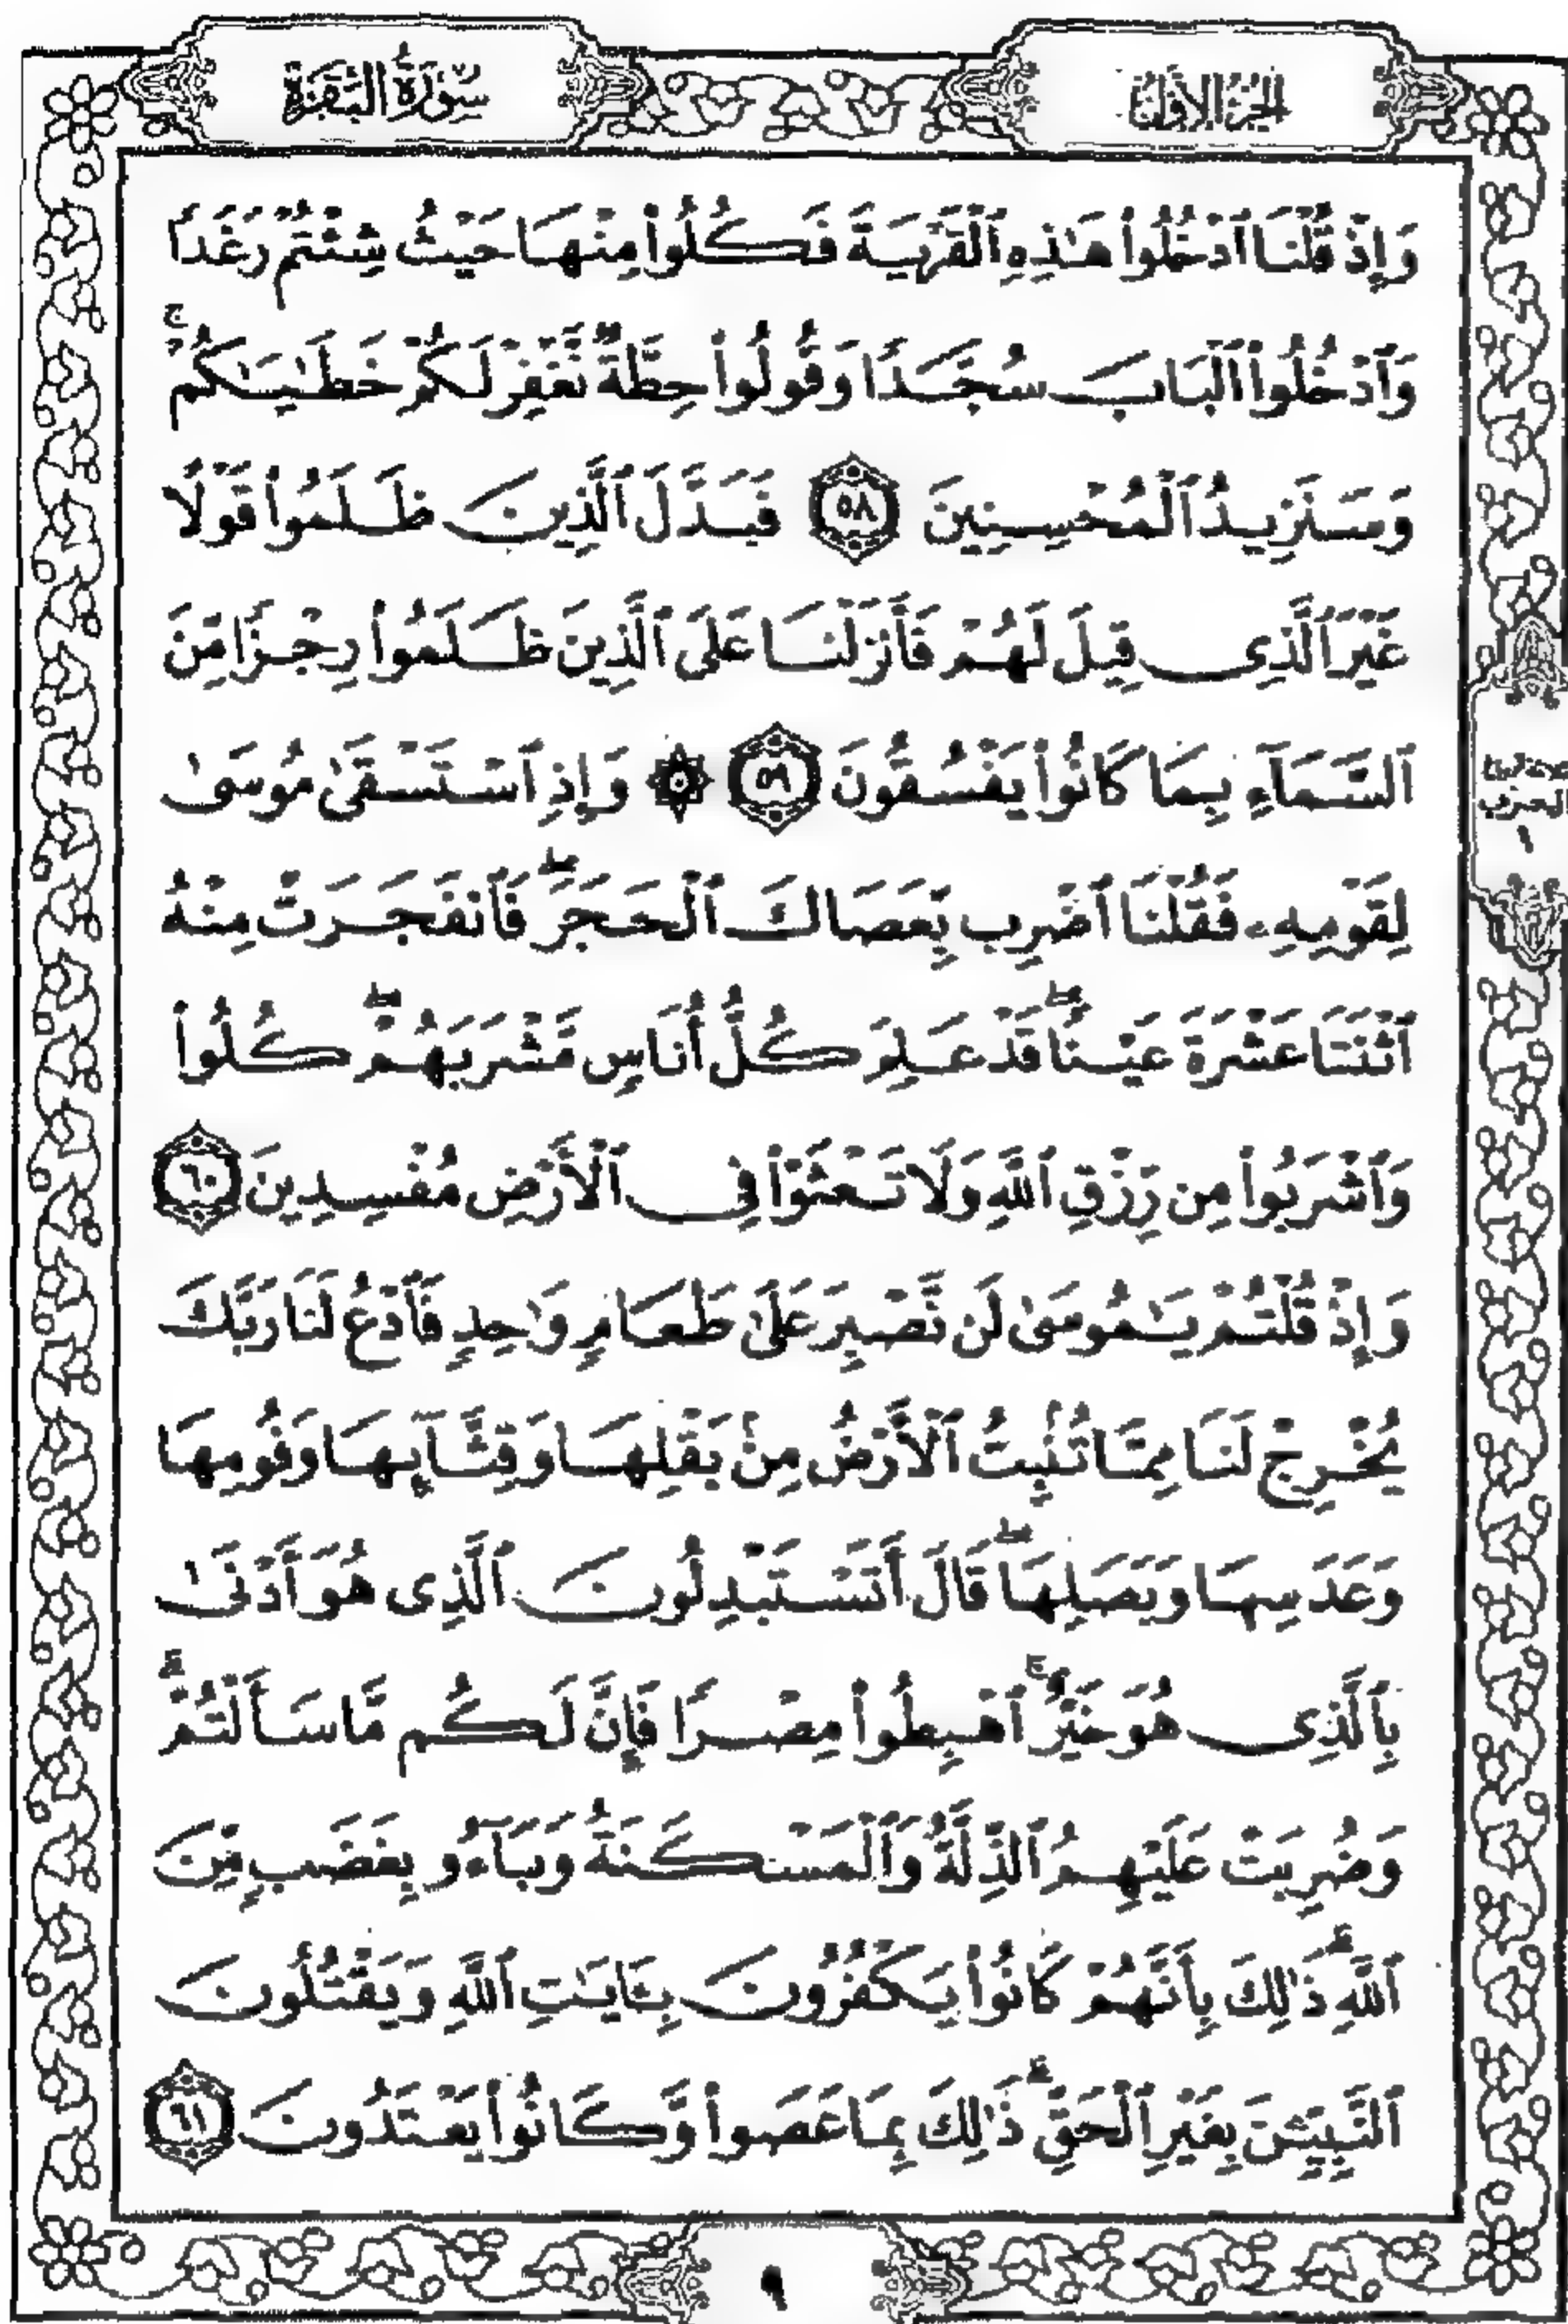 الجزء الأول
سورة البقرة
وَإِذْ قُلْنَا ٱدْخُلُوا۟ هَـٰذِهِ ٱلْقَرْيَةَ فَكُلُوا۟ مِنْهَا حَيْثُ شِئْتُمْ رَغَدًا
وَٱدْخُلُوا۟ ٱلْبَابَ سُجَّدًا وَقُولُوا۟ حِطَّةٌ نَّغْفِرْ لَكُمْ خَطَـٰيَـٰكُمْ ۚ
وَسَنَزِيدُ ٱلْمُحْسِنِينَ ٥٨ فَبَدَّلَ ٱلَّذِينَ ظَلَمُوا۟ قَوْلًا
غَيْرَ ٱلَّذِى قِيلَ لَهُمْ فَأَنزَلْنَا عَلَى ٱلَّذِينَ ظَلَمُوا۟ رِجْزًا مِّنَ
ٱلسَّمَآءِ بِمَا كَانُوا۟ يَفْسُقُونَ ٥٩ ۞ وَإِذِ ٱسْتَسْقَىٰ مُوسَىٰ
لِقَوْمِهِۦ فَقُلْنَا ٱضْرِب بِّعَصَاكَ ٱلْحَجَرَ ۖ فَٱنفَجَرَتْ مِنْهُ
ٱثْنَتَا عَشْرَةَ عَيْنًا ۖ قَدْ عَلِمَ كُلُّ أُنَاسٍ مَّشْرَبَهُمْ ۖ كُلُوا۟
وَٱشْرَبُوا۟ مِن رِّزْقِ ٱللَّهِ وَلَا تَعْثَوْا۟ فِى ٱلْأَرْضِ مُفْسِدِينَ ٦٠
وَإِذْ قُلْتُمْ يَـٰمُوسَىٰ لَن نَّصْبِرَ عَلَىٰ طَعَامٍ وَٰحِدٍ فَٱدْعُ لَنَا رَبَّكَ
يُخْرِجْ لَنَا مِمَّا تُنۢبِتُ ٱلْأَرْضُ مِنۢ بَقْلِهَا وَقِثَّآئِهَا وَفُومِهَا
وَعَدَسِهَا وَبَصَلِهَا ۖ قَالَ أَتَسْتَبْدِلُونَ ٱلَّذِى هُوَ أَدْنَىٰ
بِٱلَّذِى هُوَ خَيْرٌ ۚ ٱهْبِطُوا۟ مِصْرًا فَإِنَّ لَكُم مَّا سَأَلْتُمْ ۗ
وَضُرِبَتْ عَلَيْهِمُ ٱلذِّلَّةُ وَٱلْمَسْكَنَةُ وَبَآءُو بِغَضَبٍ مِّنَ
ٱللَّهِ ۗ ذَٰلِكَ بِأَنَّهُمْ كَانُوا۟ يَكْفُرُونَ بِـَٔايَـٰتِ ٱللَّهِ وَيَقْتُلُونَ
ٱلنَّبِيِّـۧنَ بِغَيْرِ ٱلْحَقِّ ۗ ذَٰلِكَ بِمَا عَصَوا۟ وَّكَانُوا۟ يَعْتَدُونَ ٦١
الحزب
١
٩